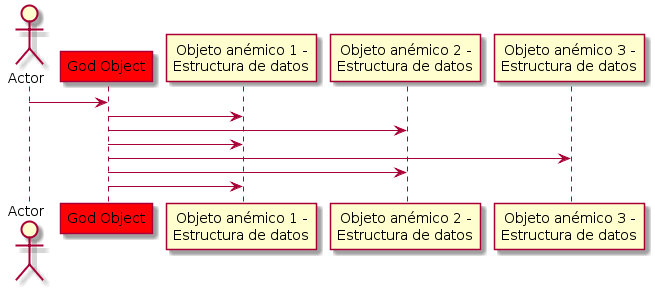 Actor
God Object
Objeto anémico 1 -
Estructura de datos
Objeto anémico 2 -
Estructura de datos
Objeto anémico 3 -
Estructura de datos
Actor
God Object
Objeto anémico 1 -
Estructura de datos
Objeto anémico 2 -
Estructura de datos
Objeto anémico 3 -
Estructura de datos